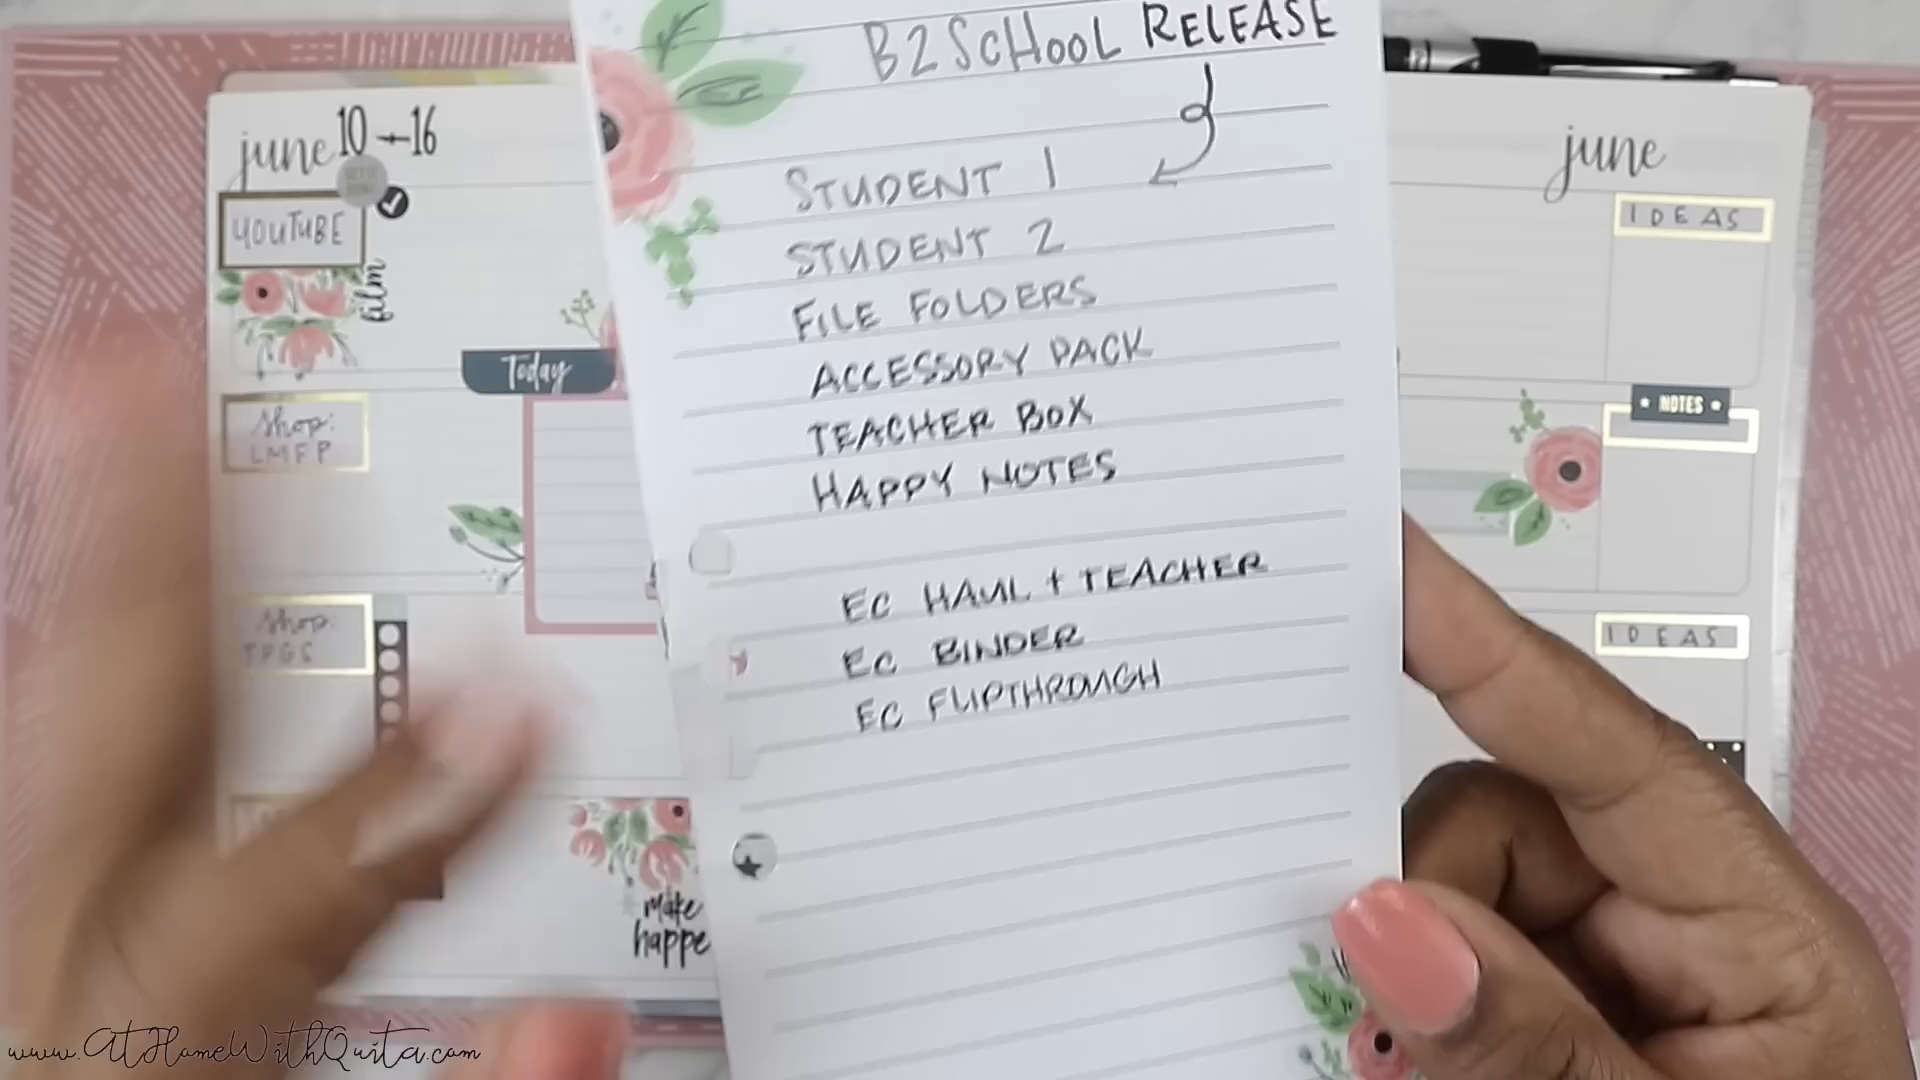 B2SCHOOL RELEASE
STUDENT 1
STUDENT 2
FILE FOLDERS
ACCESSORY PACK
TEACHER BOX
HAPPY NOTES
EC HAUL + TEACHER
EC BINDER
EC FLIPTHROUGH
june 10 → 16
YOUTUBE
film
Today
shop:
LMFP
shop:
TPGS
make
happe
june
IDEAS
NOTES
IDEAS
www.AtHomeWithQuita.com